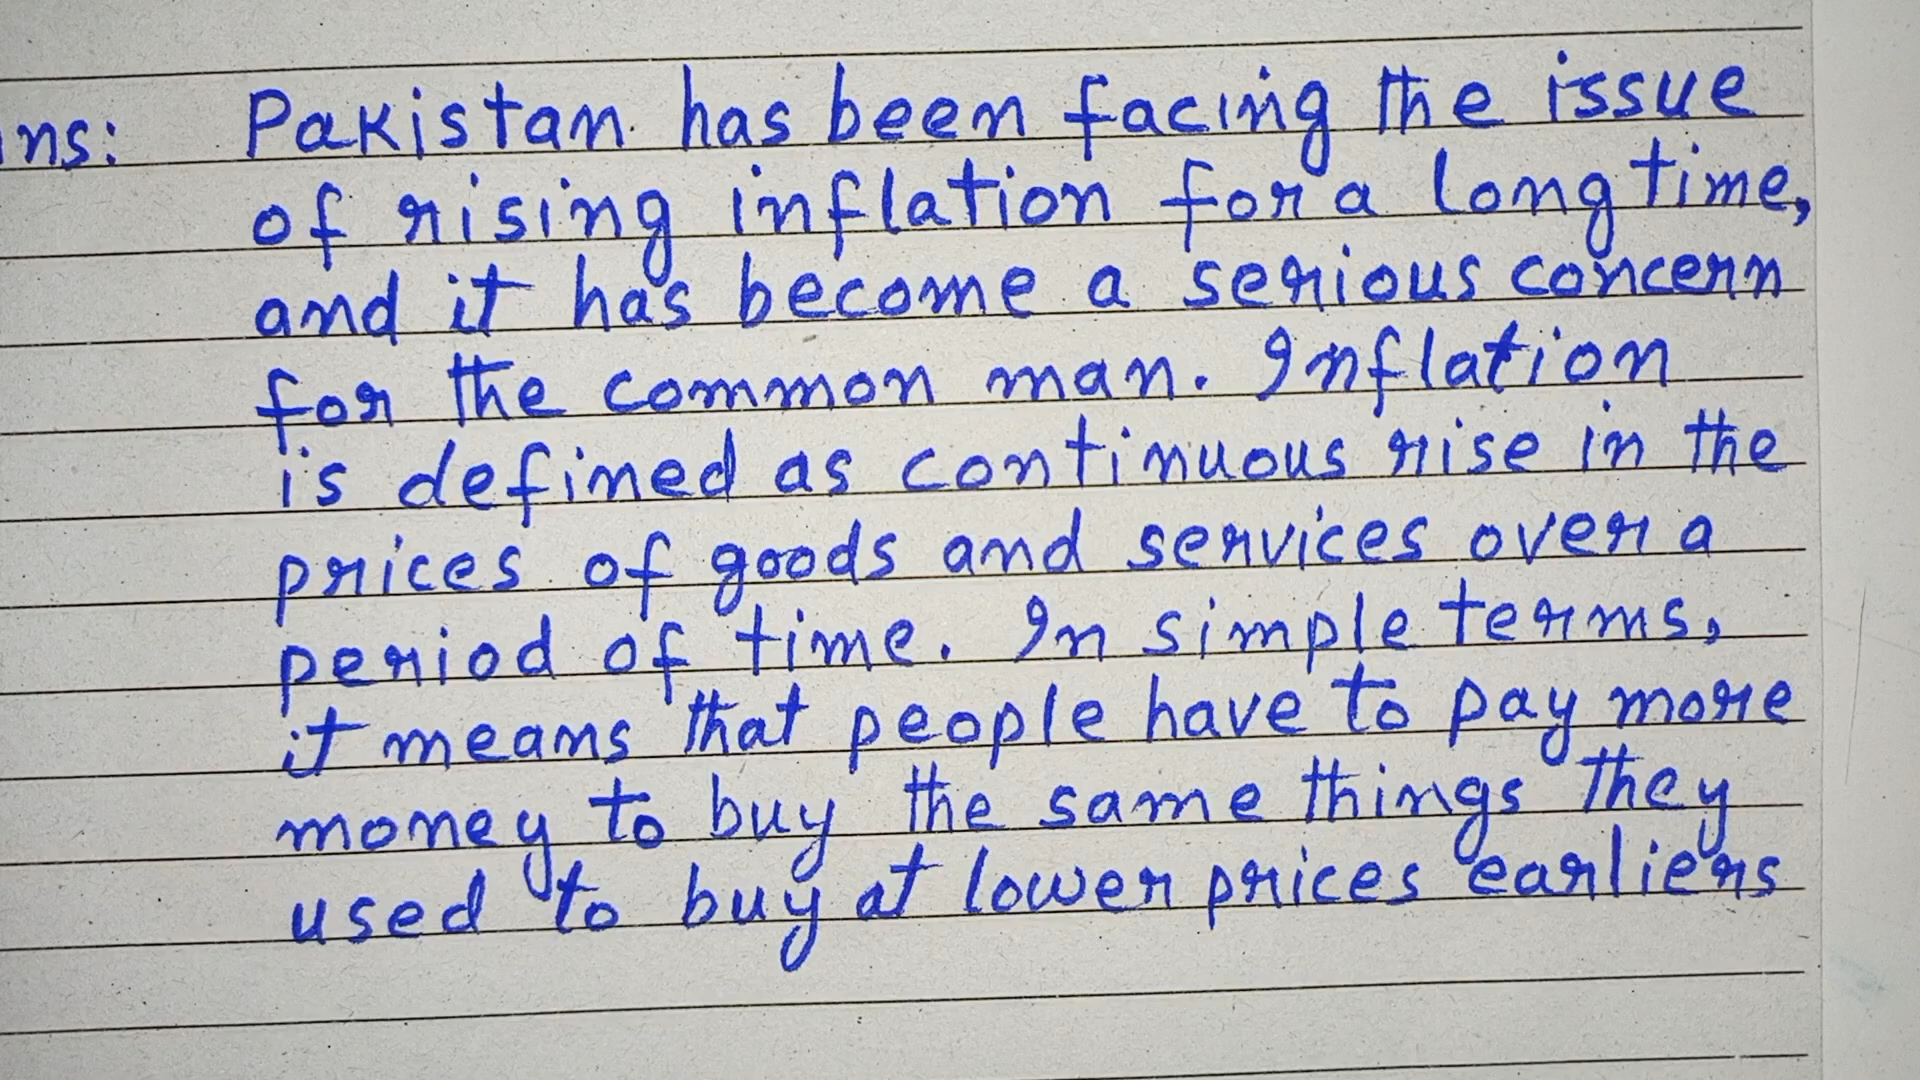 ns: Pakistan has been facing the issue
of rising inflation for a long time,
and it has become a serious concern
for the common man. Inflation
is defined as continuous rise in the
prices of goods and services over a
period of time. In simple terms,
it means that people have to pay more
money to buy the same things they
used to buy at lower prices earliers